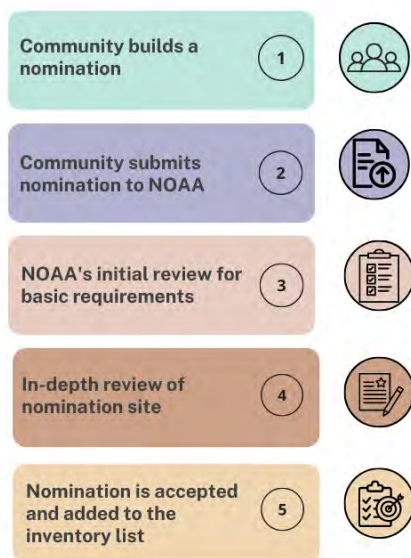 Community builds a
nomination
1
Community submits
nomination to NOAA
2
NOAA's initial review for
basic requirements
3
In-depth review of
nomination site
4
Nomination is accepted
and added to the
inventory list
5